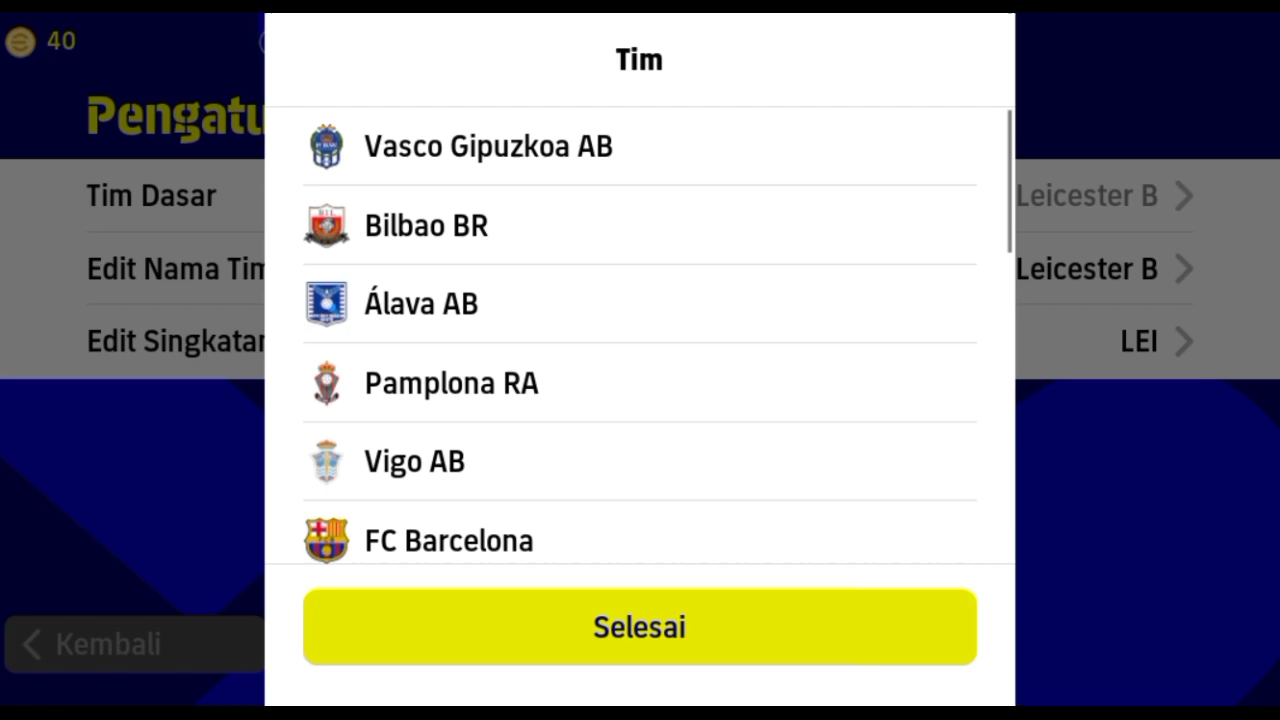 40
Tim
Pengatu
Vasco Gipuzkoa AB
Tim Dasar
Leicester B
Bilbao BR
Edit Nama Tim
Leicester B
Álava AB
Edit Singkatan
LEI
Pamplona RA
Vigo AB
FC Barcelona
Selesai
Kembali